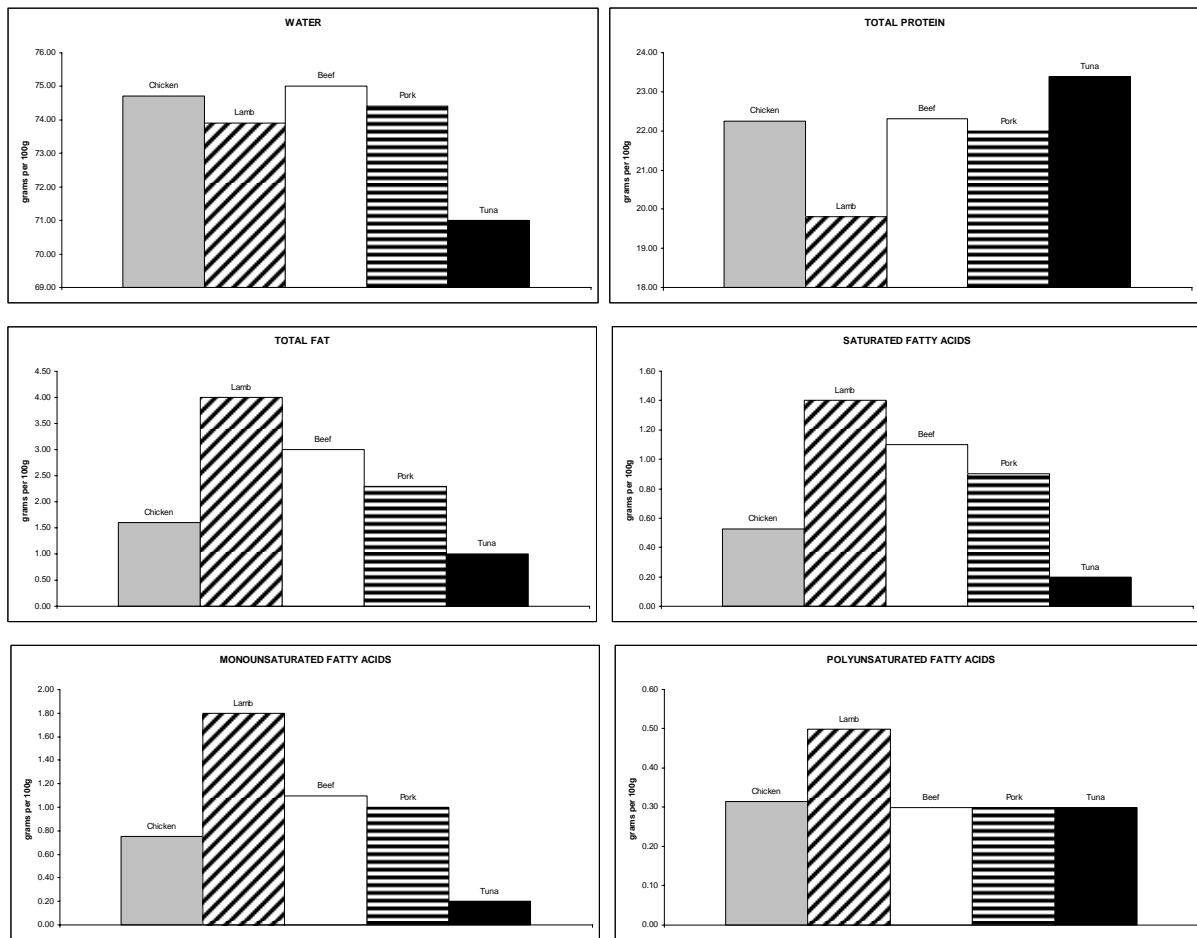 WATER
76.00
75.00
74.00
73.00
72.00
71.00
70.00
69.00
grams per 100g
Chicken
Lamb
Beef
Pork
Tuna
TOTAL PROTEIN
24.00
23.00
22.00
21.00
20.00
19.00
18.00
grams per 100g
Chicken
Lamb
Beef
Pork
Tuna
TOTAL FAT
4.50
4.00
3.50
3.00
2.50
2.00
1.50
1.00
0.50
0.00
grams per 100g
Chicken
Lamb
Beef
Pork
Tuna
SATURATED FATTY ACIDS
1.60
1.40
1.20
1.00
0.80
0.60
0.40
0.20
0.00
grams per 100g
Chicken
Lamb
Beef
Pork
Tuna
MONOUNSATURATED FATTY ACIDS
2.00
1.80
1.60
1.40
1.20
1.00
0.80
0.60
0.40
0.20
0.00
grams per 100g
Chicken
Lamb
Beef
Pork
Tuna
POLYUNSATURATED FATTY ACIDS
0.60
0.50
0.40
0.30
0.20
0.10
0.00
grams per 100g
Chicken
Lamb
Beef
Pork
Tuna